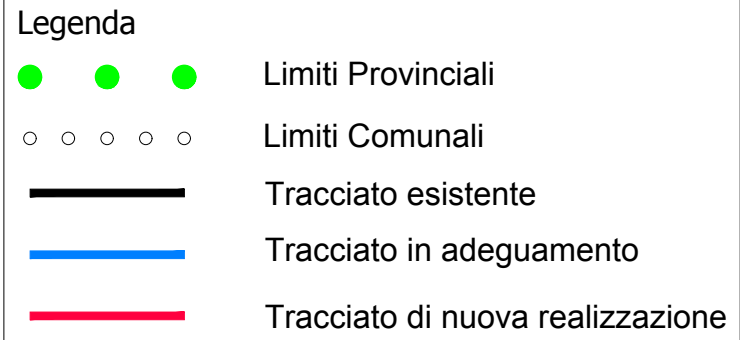 Legenda
Limiti Provinciali
Limiti Comunali
Tracciato esistente
Tracciato in adeguamento
Tracciato di nuova realizzazione